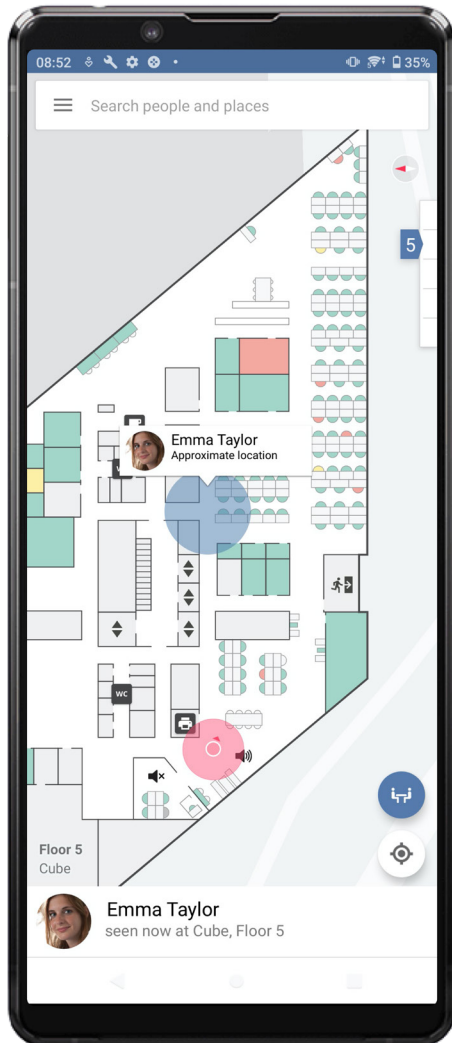 08:52
35%
Search people and places
5
Emma Taylor
Approximate location
WC
Floor 5
Cube
Emma Taylor
seen now at Cube, Floor 5